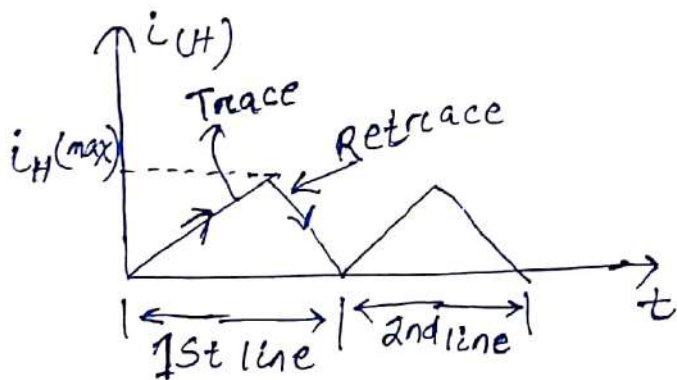 i(H)
Trace
Retrace
iH(max)
t
1St line
2nd line